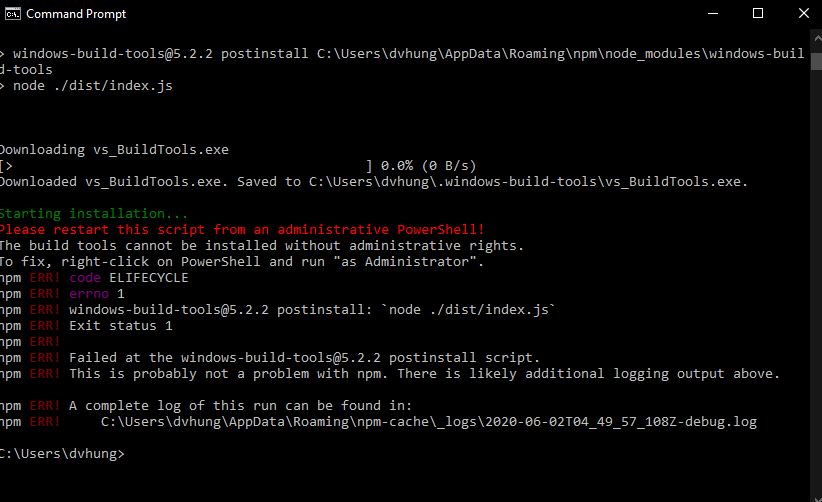 Command Prompt
> windows-build-tools@5.2.2 postinstall C:\Users\dvhung\AppData\Roaming\npm\node_modules\windows-buil
d-tools
> node ./dist/index.js
Downloading vs_BuildTools.exe
[> ] 0.0% (0 B/s)
Downloaded vs_BuildTools.exe. Saved to C:\Users\dvhung\.windows-build-tools\vs_BuildTools.exe.
Starting installation...
Please restart this script from an administrative PowerShell!
The build tools cannot be installed without administrative rights.
To fix, right-click on PowerShell and run "as Administrator".
npm ERR! code ELIFECYCLE
npm ERR! errno 1
npm ERR! windows-build-tools@5.2.2 postinstall: `node ./dist/index.js`
npm ERR! Exit status 1
npm ERR!
npm ERR! Failed at the windows-build-tools@5.2.2 postinstall script.
npm ERR! This is probably not a problem with npm. There is likely additional logging output above.
npm ERR! A complete log of this run can be found in:
npm ERR! C:\Users\dvhung\AppData\Roaming\npm-cache\_logs\2020-06-02T04_49_57_108Z-debug.log
C:\Users\dvhung>